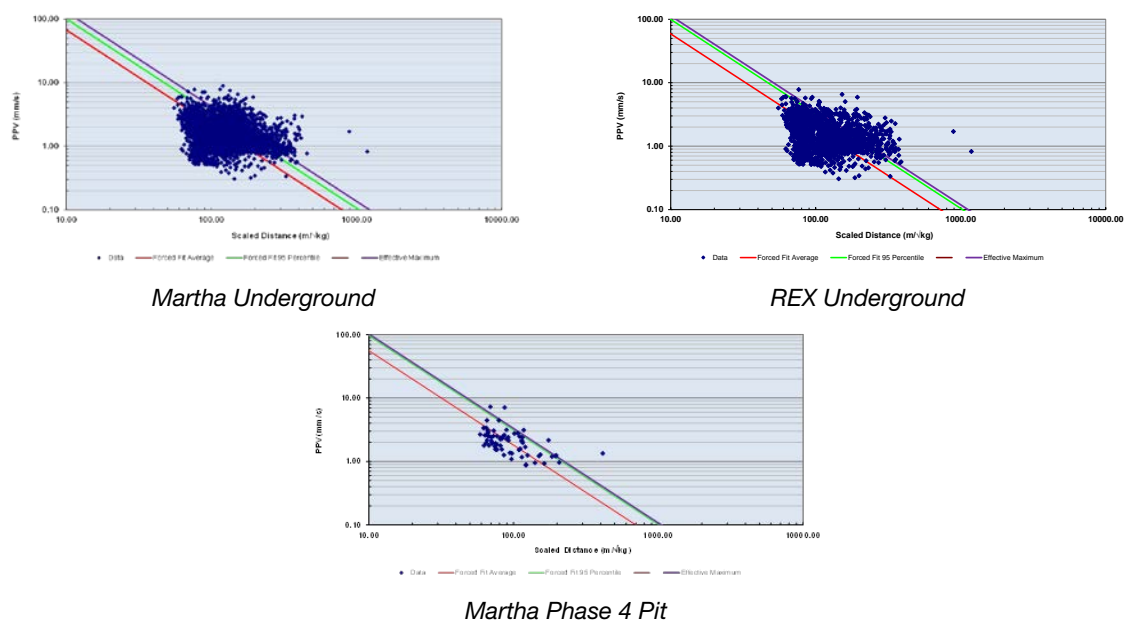 100.00
10.00
1.00
0.10
PPV (mm/s)
10.00 100.00 1000.00 10000.00
Scaled Distance (m/√kg)
Data Forced Fit Average Forced Fit 95 Percentile Effective Maximum
Martha Underground
100.00
10.00
1.00
0.10
PPV (mm/s)
10.00 100.00 1000.00 10000.00
Scaled Distance (m/√kg)
Data Forced Fit Average Forced Fit 95 Percentile Effective Maximum
REX Underground
100.00
10.00
1.00
0.10
PPV (mm/s)
10.00 100.00 1000.00 10000.00
Scaled Distance (m/√kg)
Data Forced Fit Average Forced Fit 95 Percentile Effective Maximum
Martha Phase 4 Pit